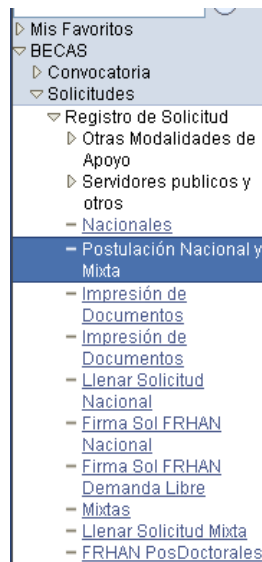 Mis Favoritos
BECAS
Convocatoria
Solicitudes
Registro de Solicitud
Otras Modalidades de
Apoyo
Servidores publicos y
otros
Nacionales
Postulación Nacional y
Mixta
Impresión de
Documentos
Impresión de
Documentos
Llenar Solicitud
Nacional
Firma Sol FRHAN
Nacional
Firma Sol FRHAN
Demanda Libre
Mixtas
Llenar Solicitud Mixta
FRHAN PosDoctorales